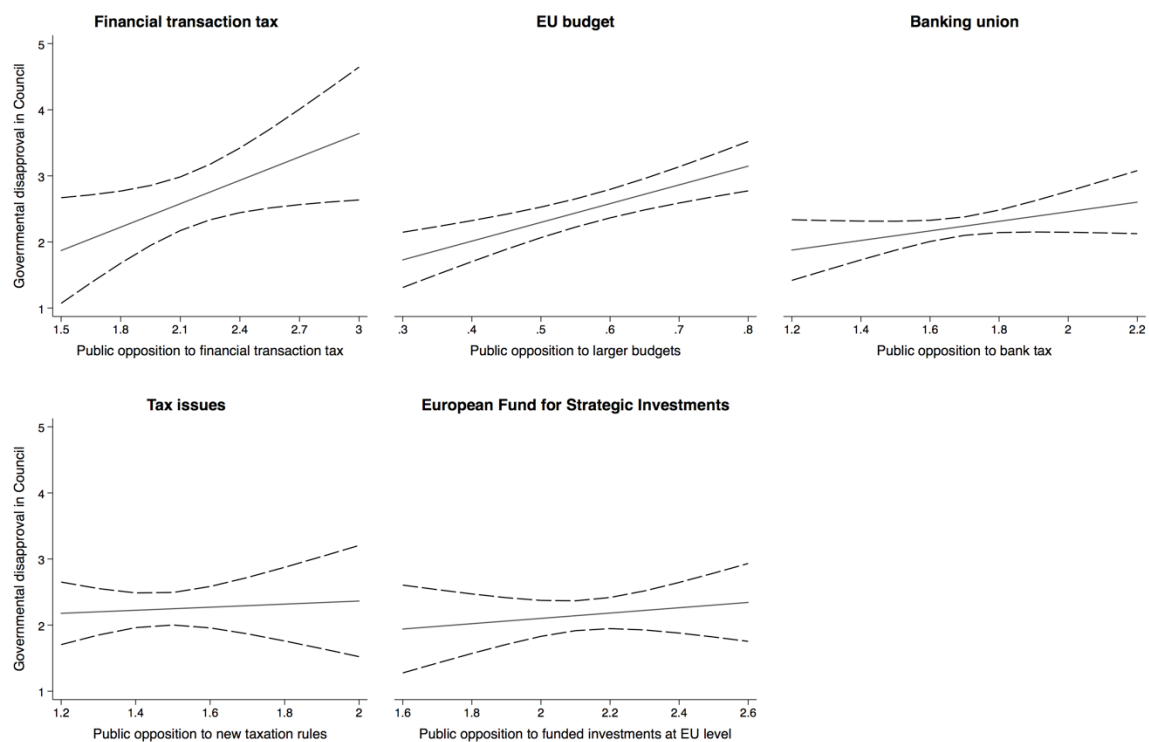 Financial transaction tax
EU budget
Banking union
Governmental disapproval in Council
5
4
3
2
1
1.5 1.8 2.1 2.4 2.7 3
.3 .4 .5 .6 .7 .8
1.2 1.4 1.6 1.8 2 2.2
Public opposition to financial transaction tax
Public opposition to larger budgets
Public opposition to bank tax
Tax issues
European Fund for Strategic Investments
Governmental disapproval in Council
5
4
3
2
1
1.2 1.4 1.6 1.8 2
1.6 1.8 2 2.2 2.4 2.6
Public opposition to new taxation rules
Public opposition to funded investments at EU level